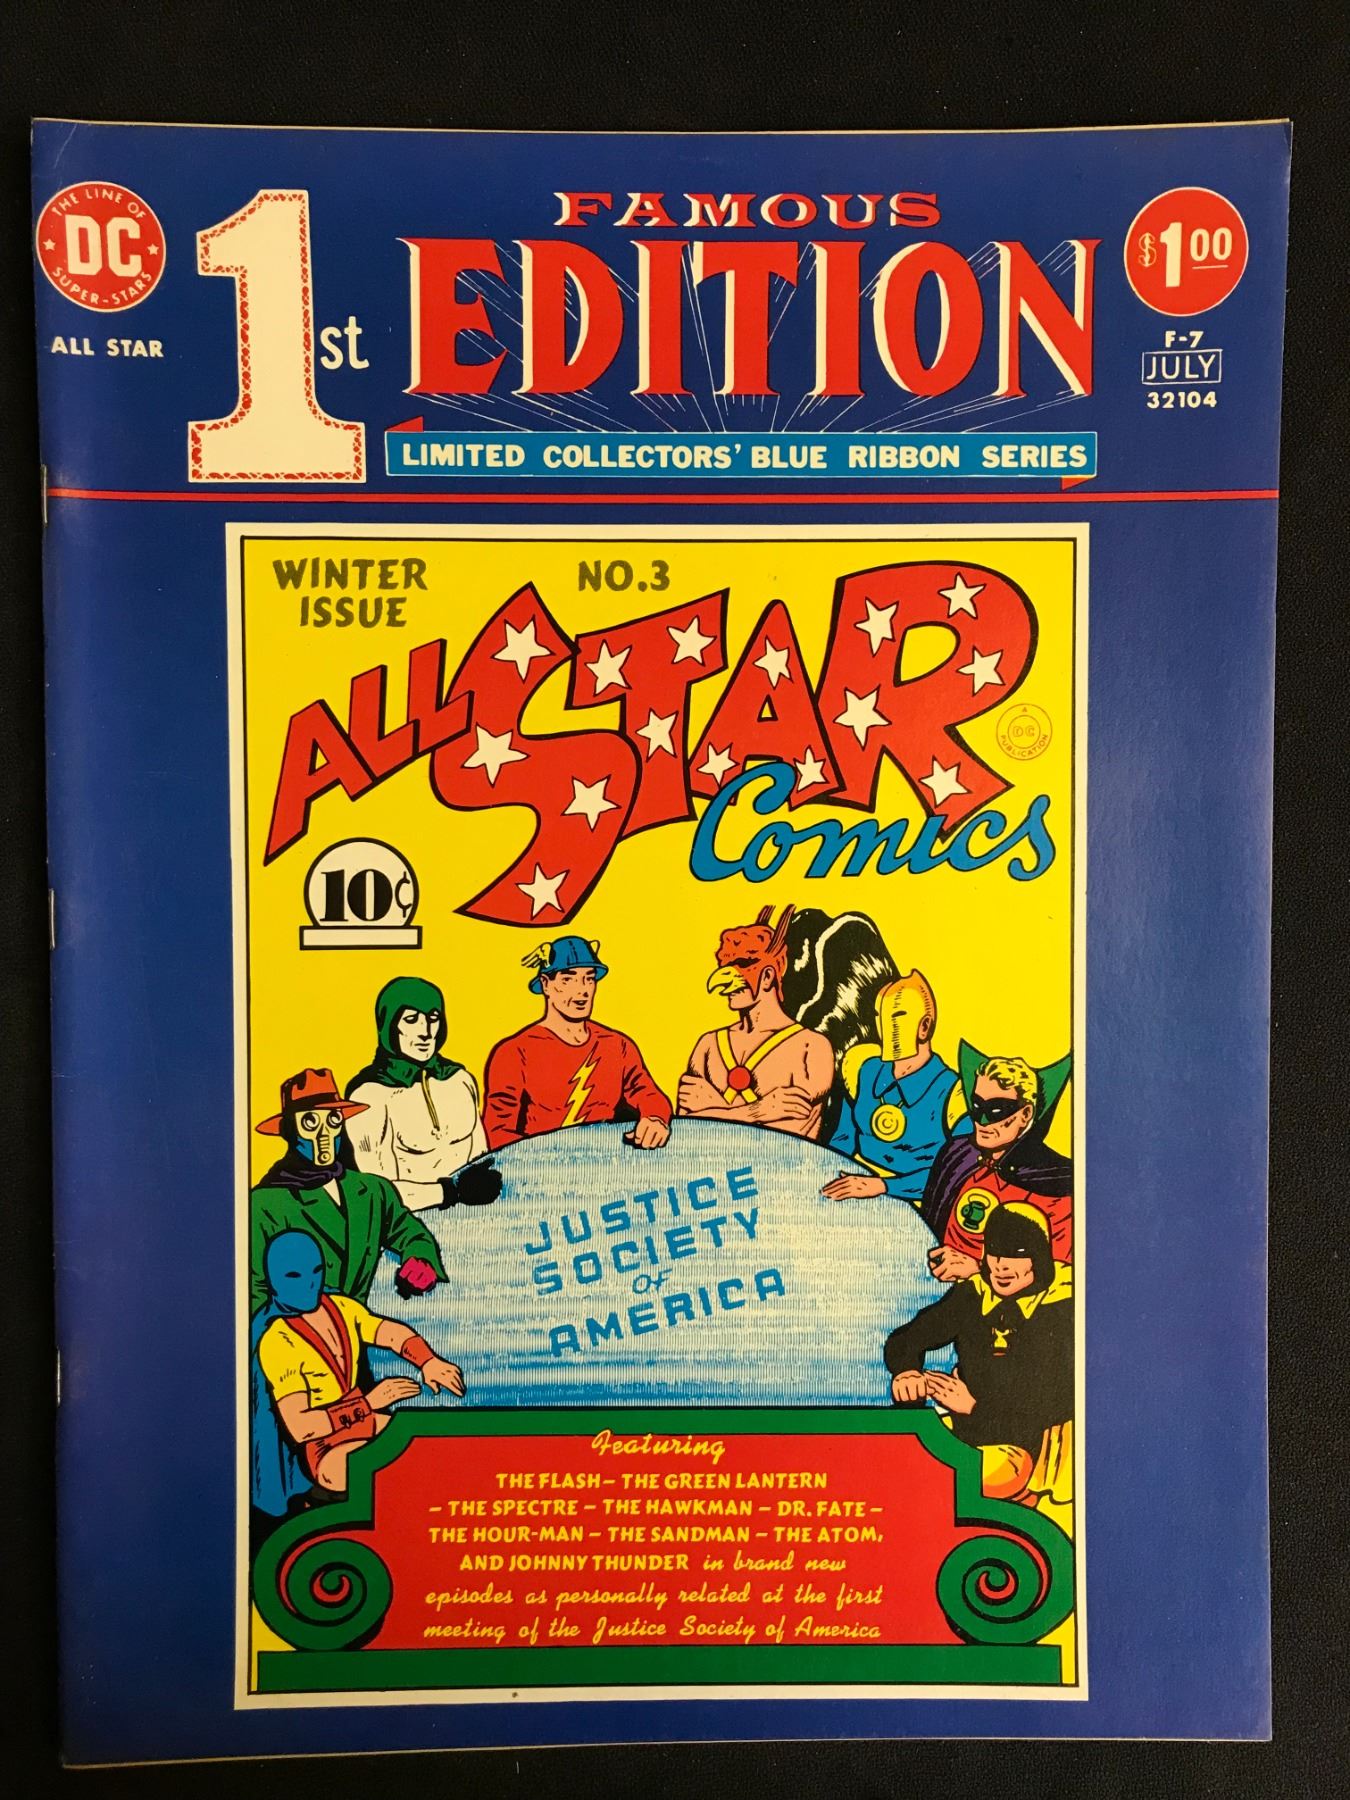 THE LINE OF
DC
SUPER-STARS
ALL STAR
1st
FAMOUS
EDITION
LIMITED COLLECTORS' BLUE RIBBON SERIES
$1.00
F-7
JULY
32104
WINTER
ISSUE
NO.3
ALL STAR
Comics
A
DC
PUBLICATION
10¢
JUSTICE
SOCIETY
OF
AMERICA
Featuring
THE FLASH – THE GREEN LANTERN
– THE SPECTRE – THE HAWKMAN – DR. FATE –
THE HOUR-MAN – THE SANDMAN – THE ATOM,
AND JOHNNY THUNDER in brand new
episodes as personally related at the first
meeting of the Justice Society of America